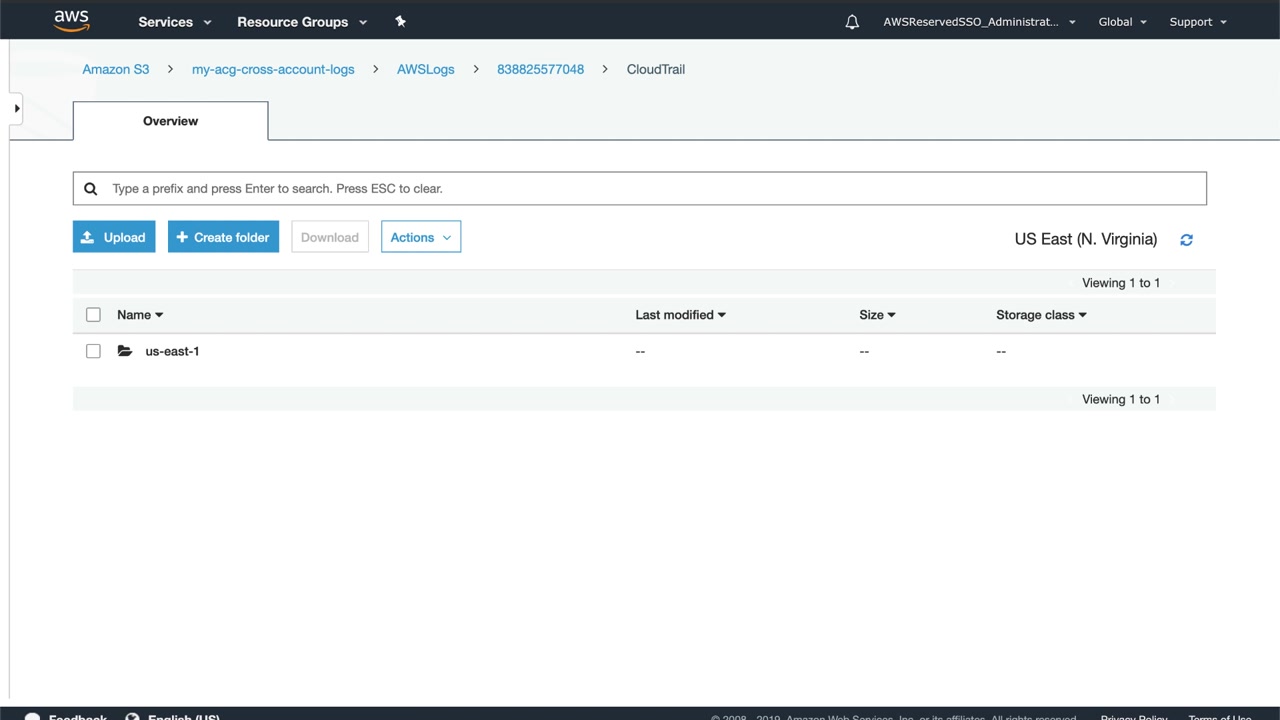 aws Services Resource Groups AWSReservedSSO_Administrat... Global Support
Amazon S3 > my-acg-cross-account-logs > AWSLogs > 838825577048 > CloudTrail
Overview
Type a prefix and press Enter to search. Press ESC to clear.
Upload + Create folder Download Actions US East (N. Virginia)
Viewing 1 to 1
Name Last modified Size Storage class
us-east-1 -- -- --
Viewing 1 to 1
Feedback English (US) © 2008 - 2019, Amazon Web Services, Inc. or its affiliates. All rights reserved. Privacy Policy Terms of Use